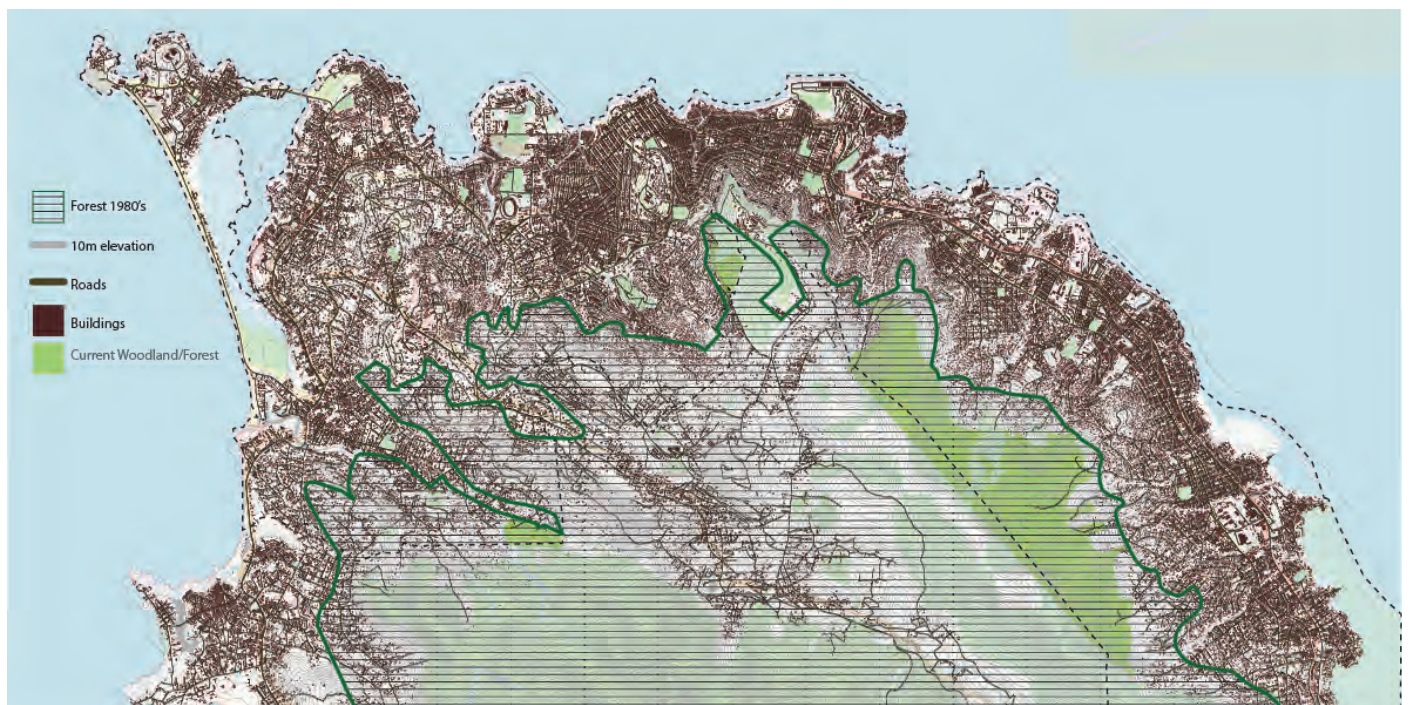 Forest 1980's
10m elevation
Roads
Buildings
Current Woodland/Forest